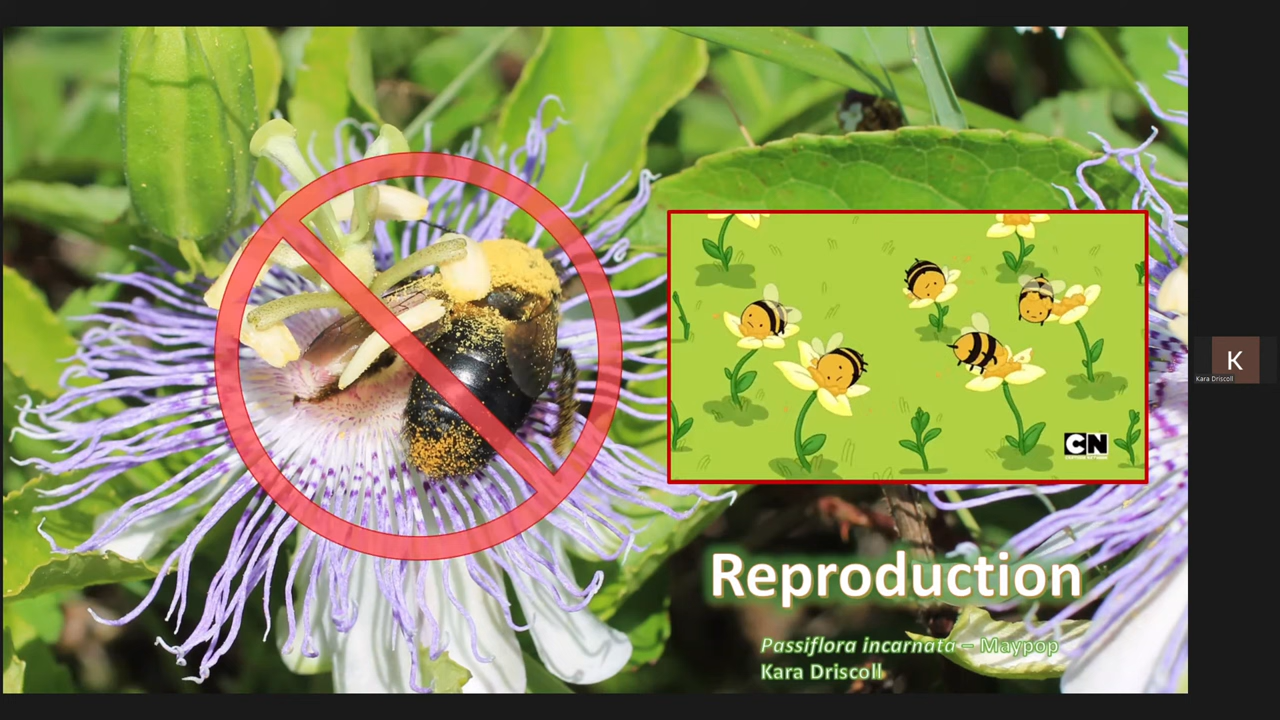 CN
Reproduction
Passiflora incarnata – Maypop
Kara Driscoll
K
Kara Driscoll